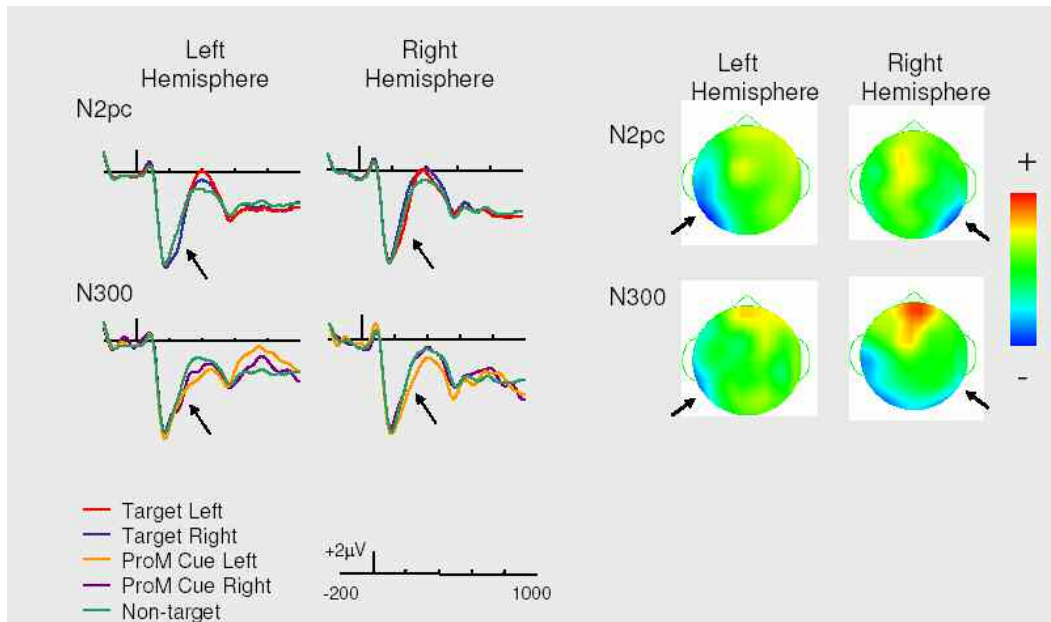 Left
Hemisphere
Right
Hemisphere
N2pc
N300
Left
Hemisphere
Right
Hemisphere
N2pc
N300
+
-
Target Left
Target Right
ProM Cue Left
ProM Cue Right
Non-target
+2μV
-200
1000